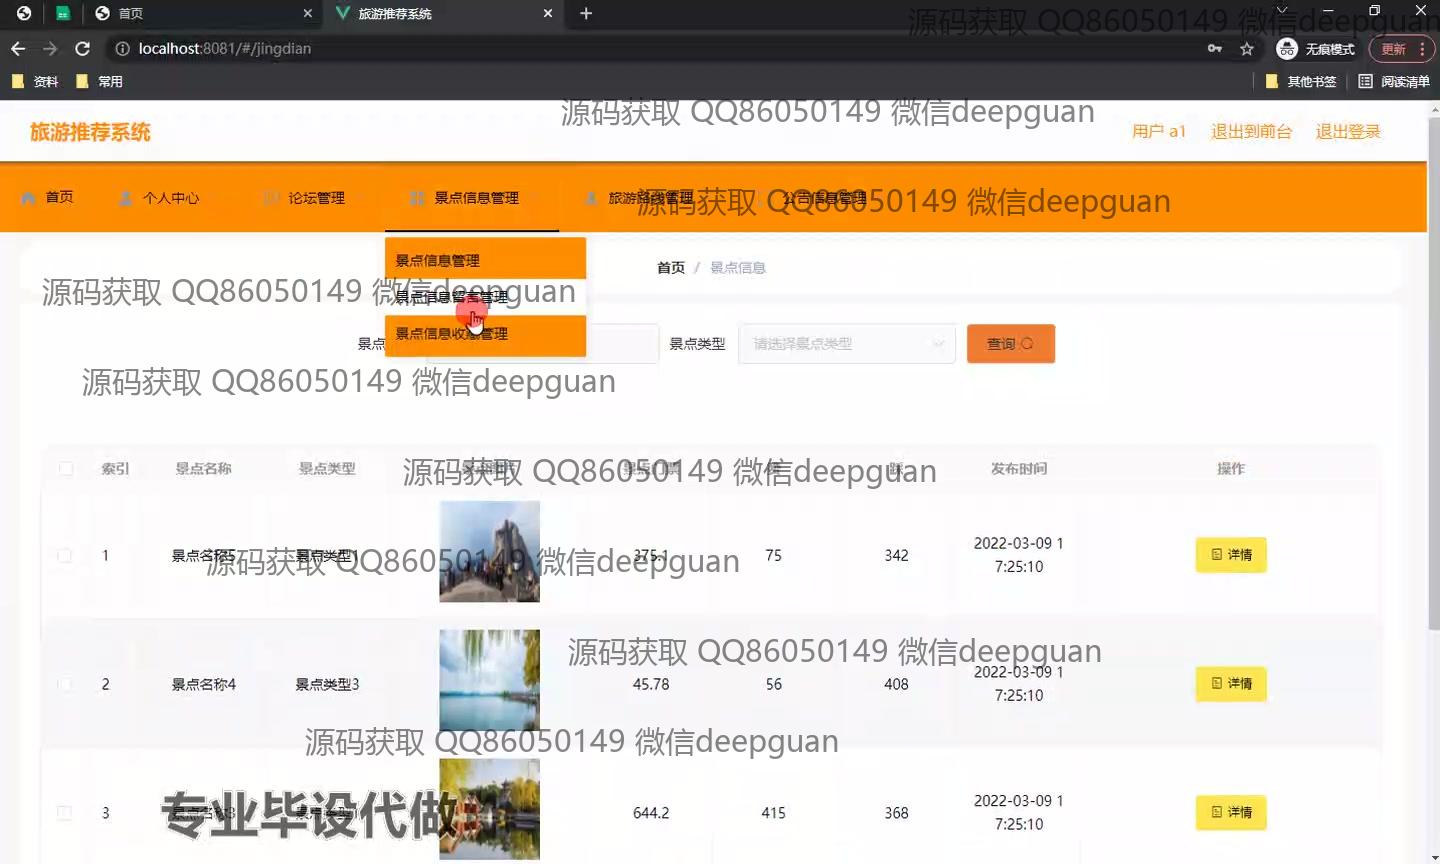 首页
旅游推荐系统
localhost:8081/#/jingdian
无痕模式
更新
资料
常用
其他书签
阅读清单
源码获取 QQ86050149 微信deepguan
源码获取 QQ86050149 微信deepguan
旅游推荐系统
用户 a1
退出到前台
退出登录
首页
个人中心
论坛管理
景点信息管理
旅游路线管理
公告信息管理
源码获取 QQ86050149 微信deepguan
景点信息管理
景点信息留言管理
景点信息收藏管理
首页 / 景点信息
源码获取 QQ86050149 微信deepguan
景点
景点类型
请选择景点类型
查询
源码获取 QQ86050149 微信deepguan
索引
景点名称
景点类型
发布时间
操作
源码获取 QQ86050149 微信deepguan
1
景点名称5
景点类型1
375.1
75
342
2022-03-09 1
7:25:10
详情
源码获取 QQ86050149 微信deepguan
源码获取 QQ86050149 微信deepguan
2
景点名称4
景点类型3
45.78
56
408
2022-03-09 1
7:25:10
详情
源码获取 QQ86050149 微信deepguan
3
景点名称3
644.2
415
368
2022-03-09 1
7:25:10
详情
专业毕设代做